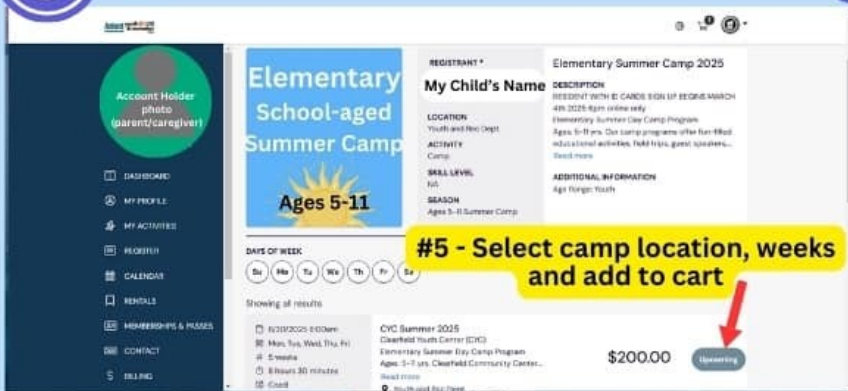 Account Holder
photo
(parent/caregiver)
DASHBOARD
MY PROFILE
MY ACTIVITIES
REGISTER
CALENDAR
RENTALS
MEMBERSHIPS & PASSES
CONTACT
BILLING
Elementary
School-aged
Summer Camp
Ages 5-11
REGISTRANT *
My Child's Name
LOCATION
Youth and Rec Dept
ACTIVITY
Camp
SKILL LEVEL
NA
SEASON
Ages 5-11 Summer Camp
Elementary Summer Camp 2025
DESCRIPTION
RESIDENT WITH ID CARDS SIGN UP BEGINS MARCH
4th 2025 6pm online only
Elementary Summer Day Camp Program
Ages: 5-11 yrs. Our camp programs offer fun-filled
educational activities, field trips, guest speakers...
Read more
ADDITIONAL INFORMATION
Age Range: Youth
#5 - Select camp location, weeks
and add to cart
DAYS OF WEEK
Su Mo Tu We Th Fr Sa
Showing all results
Mon, Tue, Wed, Thu, Fri
5 weeks
8 hours 30 minutes
Coed
CYC Summer 2025
Clearfield Youth Center (CYC)
Elementary Summer Day Camp Program
Ages: 5-7 yrs. Clearfield Community Center...
Read more
Youth and Rec Dept
$200.00
Upcoming